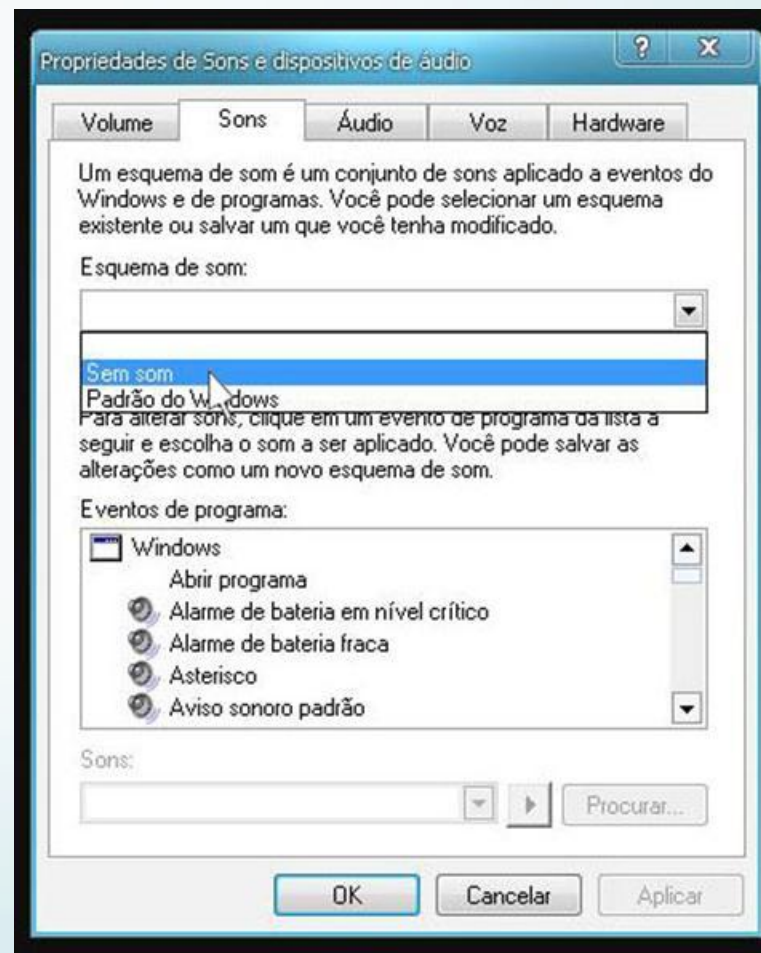 Propriedades de Sons e dispositivos de áudio
Volume Sons Áudio Voz Hardware
Um esquema de som é um conjunto de sons aplicado a eventos do
Windows e de programas. Você pode selecionar um esquema
existente ou salvar um que você tenha modificado.
Esquema de som:
Sem som
Padrão do Windows
Para alterar sons, clique em um evento de programa da lista a
seguir e escolha o som a ser aplicado. Você pode salvar as
alterações como um novo esquema de som.
Eventos de programa:
Windows
Abrir programa
Alarme de bateria em nível crítico
Alarme de bateria fraca
Asterisco
Aviso sonoro padrão
Sons:
Procurar...
OK Cancelar Aplicar